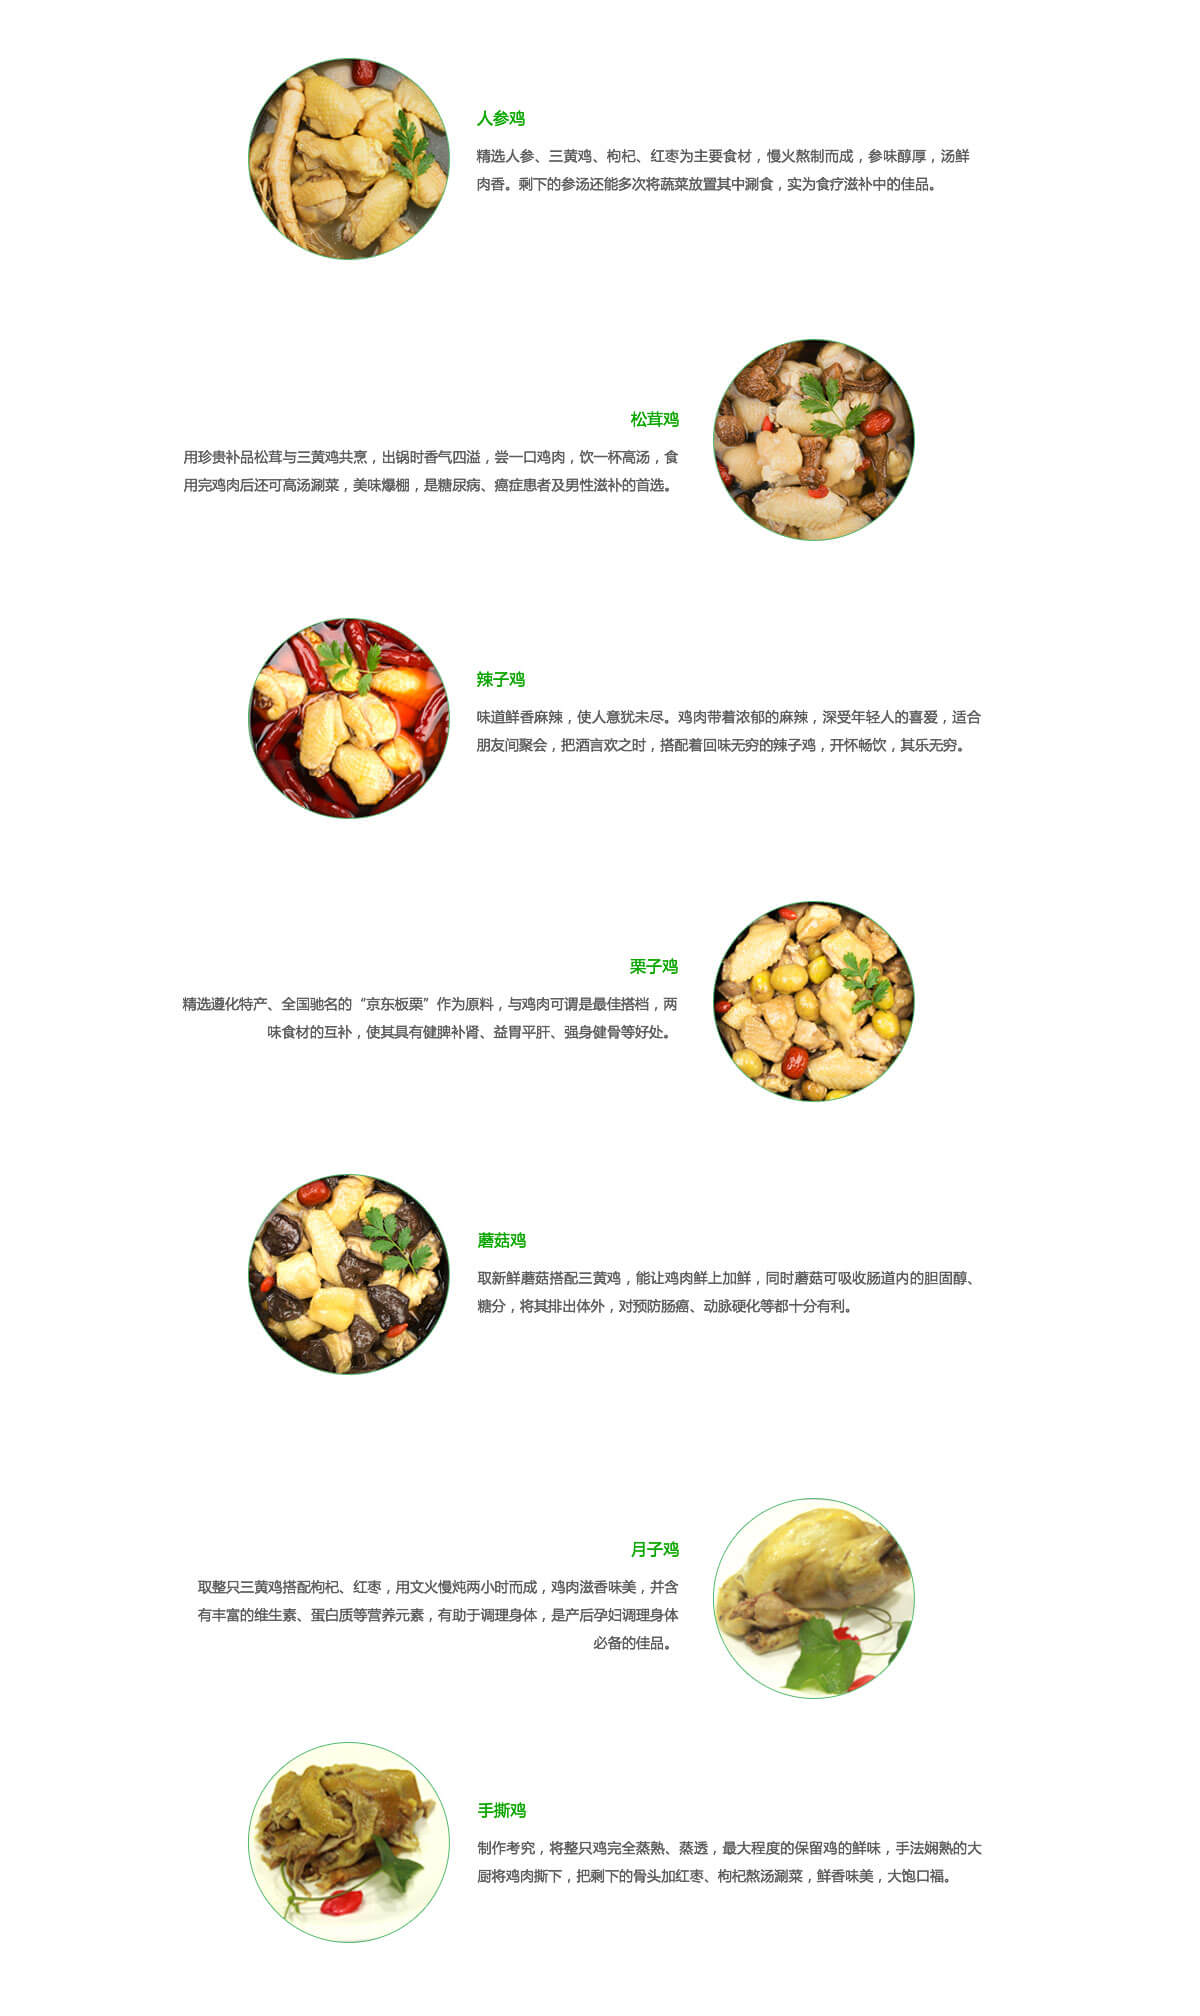 人参鸡
精选人参、三黄鸡、枸杞、红枣为主要食材，慢火熬制而成，参味醇厚，汤鲜
肉香。剩下的参汤还能多次将蔬菜放置其中涮食，实为食疗滋补中的佳品。
松茸鸡
用珍贵补品松茸与三黄鸡共烹，出锅时香气四溢，尝一口鸡肉，饮一杯高汤，食
用完鸡肉后还可高汤涮菜，美味爆棚，是糖尿病、癌症患者及男性滋补的首选。
辣子鸡
味道鲜香麻辣，使人意犹未尽。鸡肉带着浓郁的麻辣，深受年轻人的喜爱，适合
朋友间聚会，把酒言欢之时，搭配着回味无穷的辣子鸡，开怀畅饮，其乐无穷。
栗子鸡
精选遵化特产、全国驰名的“京东板栗”作为原料，与鸡肉可谓是最佳搭档，两
味食材的互补，使其具有健脾补肾、益胃平肝、强身健骨等好处。
蘑菇鸡
取新鲜蘑菇搭配三黄鸡，能让鸡肉鲜上加鲜，同时蘑菇可吸收肠道内的胆固醇、
糖分，将其排出体外，对预防肠癌、动脉硬化等都十分有利。
月子鸡
取整只三黄鸡搭配枸杞、红枣，用文火慢炖两小时而成，鸡肉滋香味美，并含
有丰富的维生素、蛋白质等营养元素，有助于调理身体，是产后孕妇调理身体
必备的佳品。
手撕鸡
制作考究，将整只鸡完全蒸熟、蒸透，最大程度的保留鸡的鲜味，手法娴熟的大
厨将鸡肉撕下，把剩下的骨头加红枣、枸杞熬汤涮菜，鲜香味美，大饱口福。